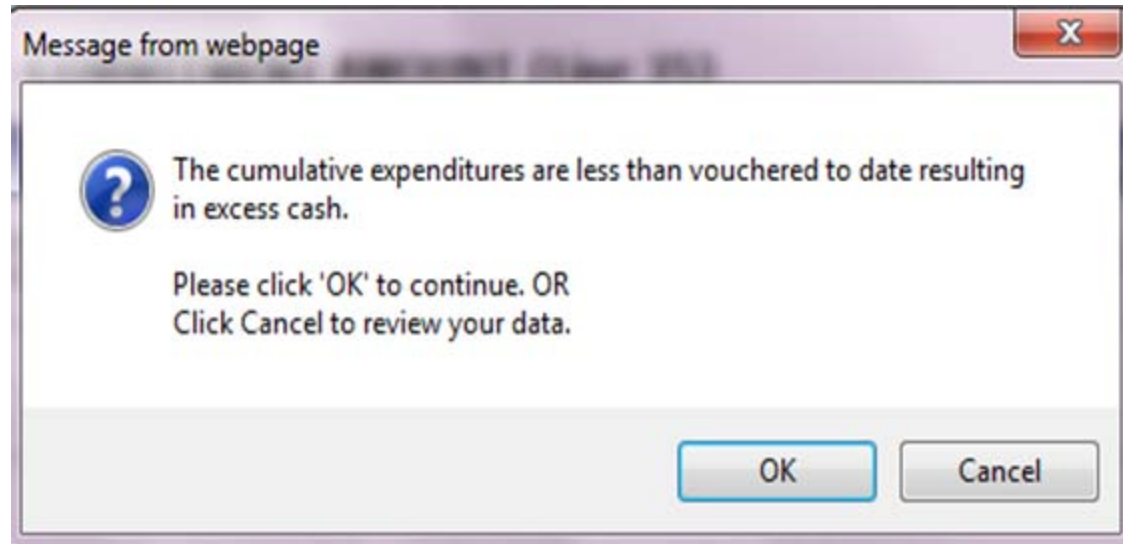 Message from webpage
The cumulative expenditures are less than vouchered to date resulting
in excess cash.
Please click 'OK' to continue. OR
Click Cancel to review your data.
OK
Cancel